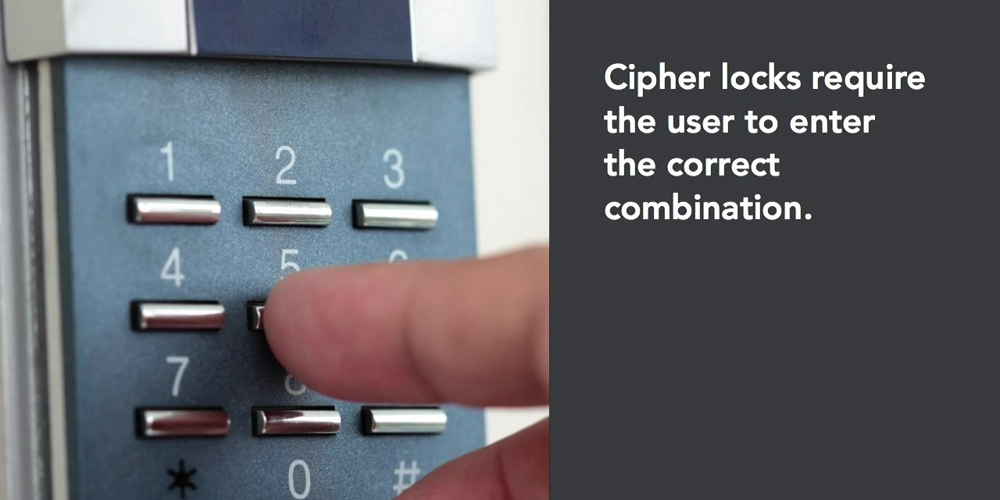 1 2 3
4 5
7
* 0 #
Cipher locks require
the user to enter
the correct
combination.